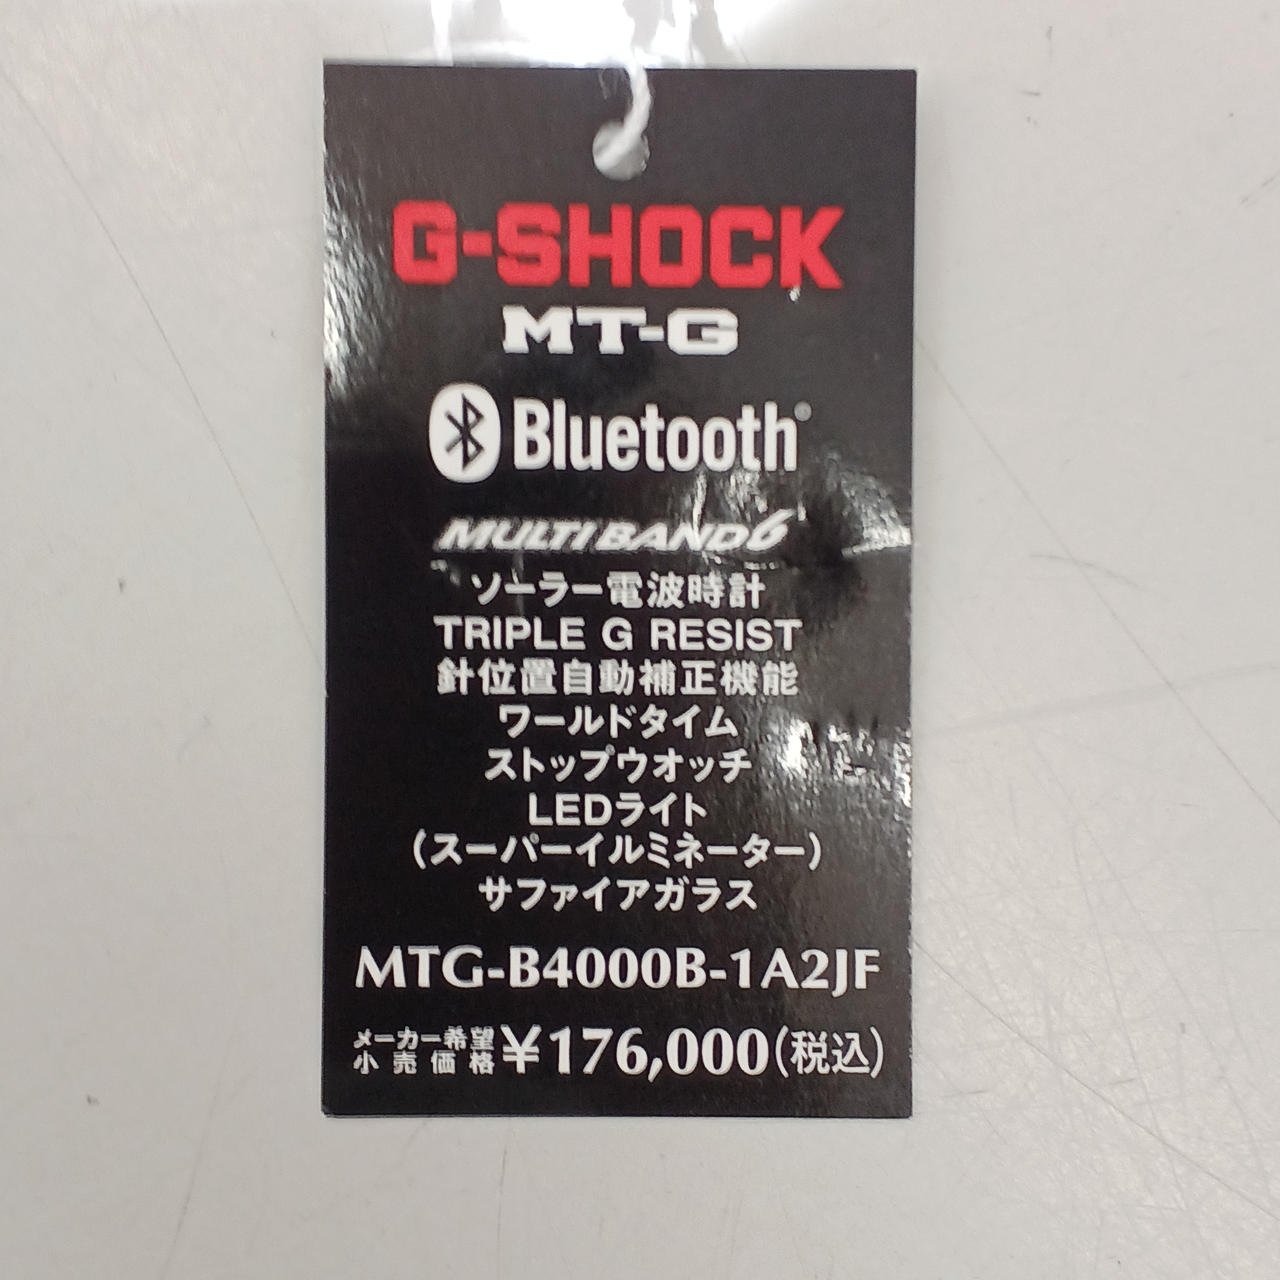 G-SHOCK
MT-G
Bluetooth®
MULTIBAND6
ソーラー電波時計
TRIPLE G RESIST
針位置自動補正機能
ワールドタイム
ストップウオッチ
LEDライト
(スーパーイルミネーター)
サファイアガラス
MTG-B4000B-1A2JF
メーカー希望小売価格 ¥176,000(税込)